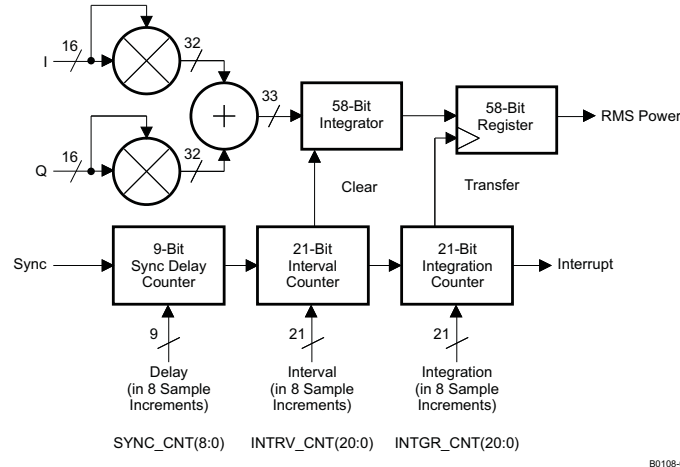 16
32
I
33
58-Bit
Integrator
58-Bit
Register
RMS Power
+
16
32
Q
Clear
Transfer
Sync
9-Bit
Sync Delay
Counter
21-Bit
Interval
Counter
21-Bit
Integration
Counter
Interrupt
9
21
21
Delay
(in 8 Sample
Increments)
Interval
(in 8 Sample
Increments)
Integration
(in 8 Sample
Increments)
SYNC_CNT(8:0)
INTRV_CNT(20:0)
INTGR_CNT(20:0)